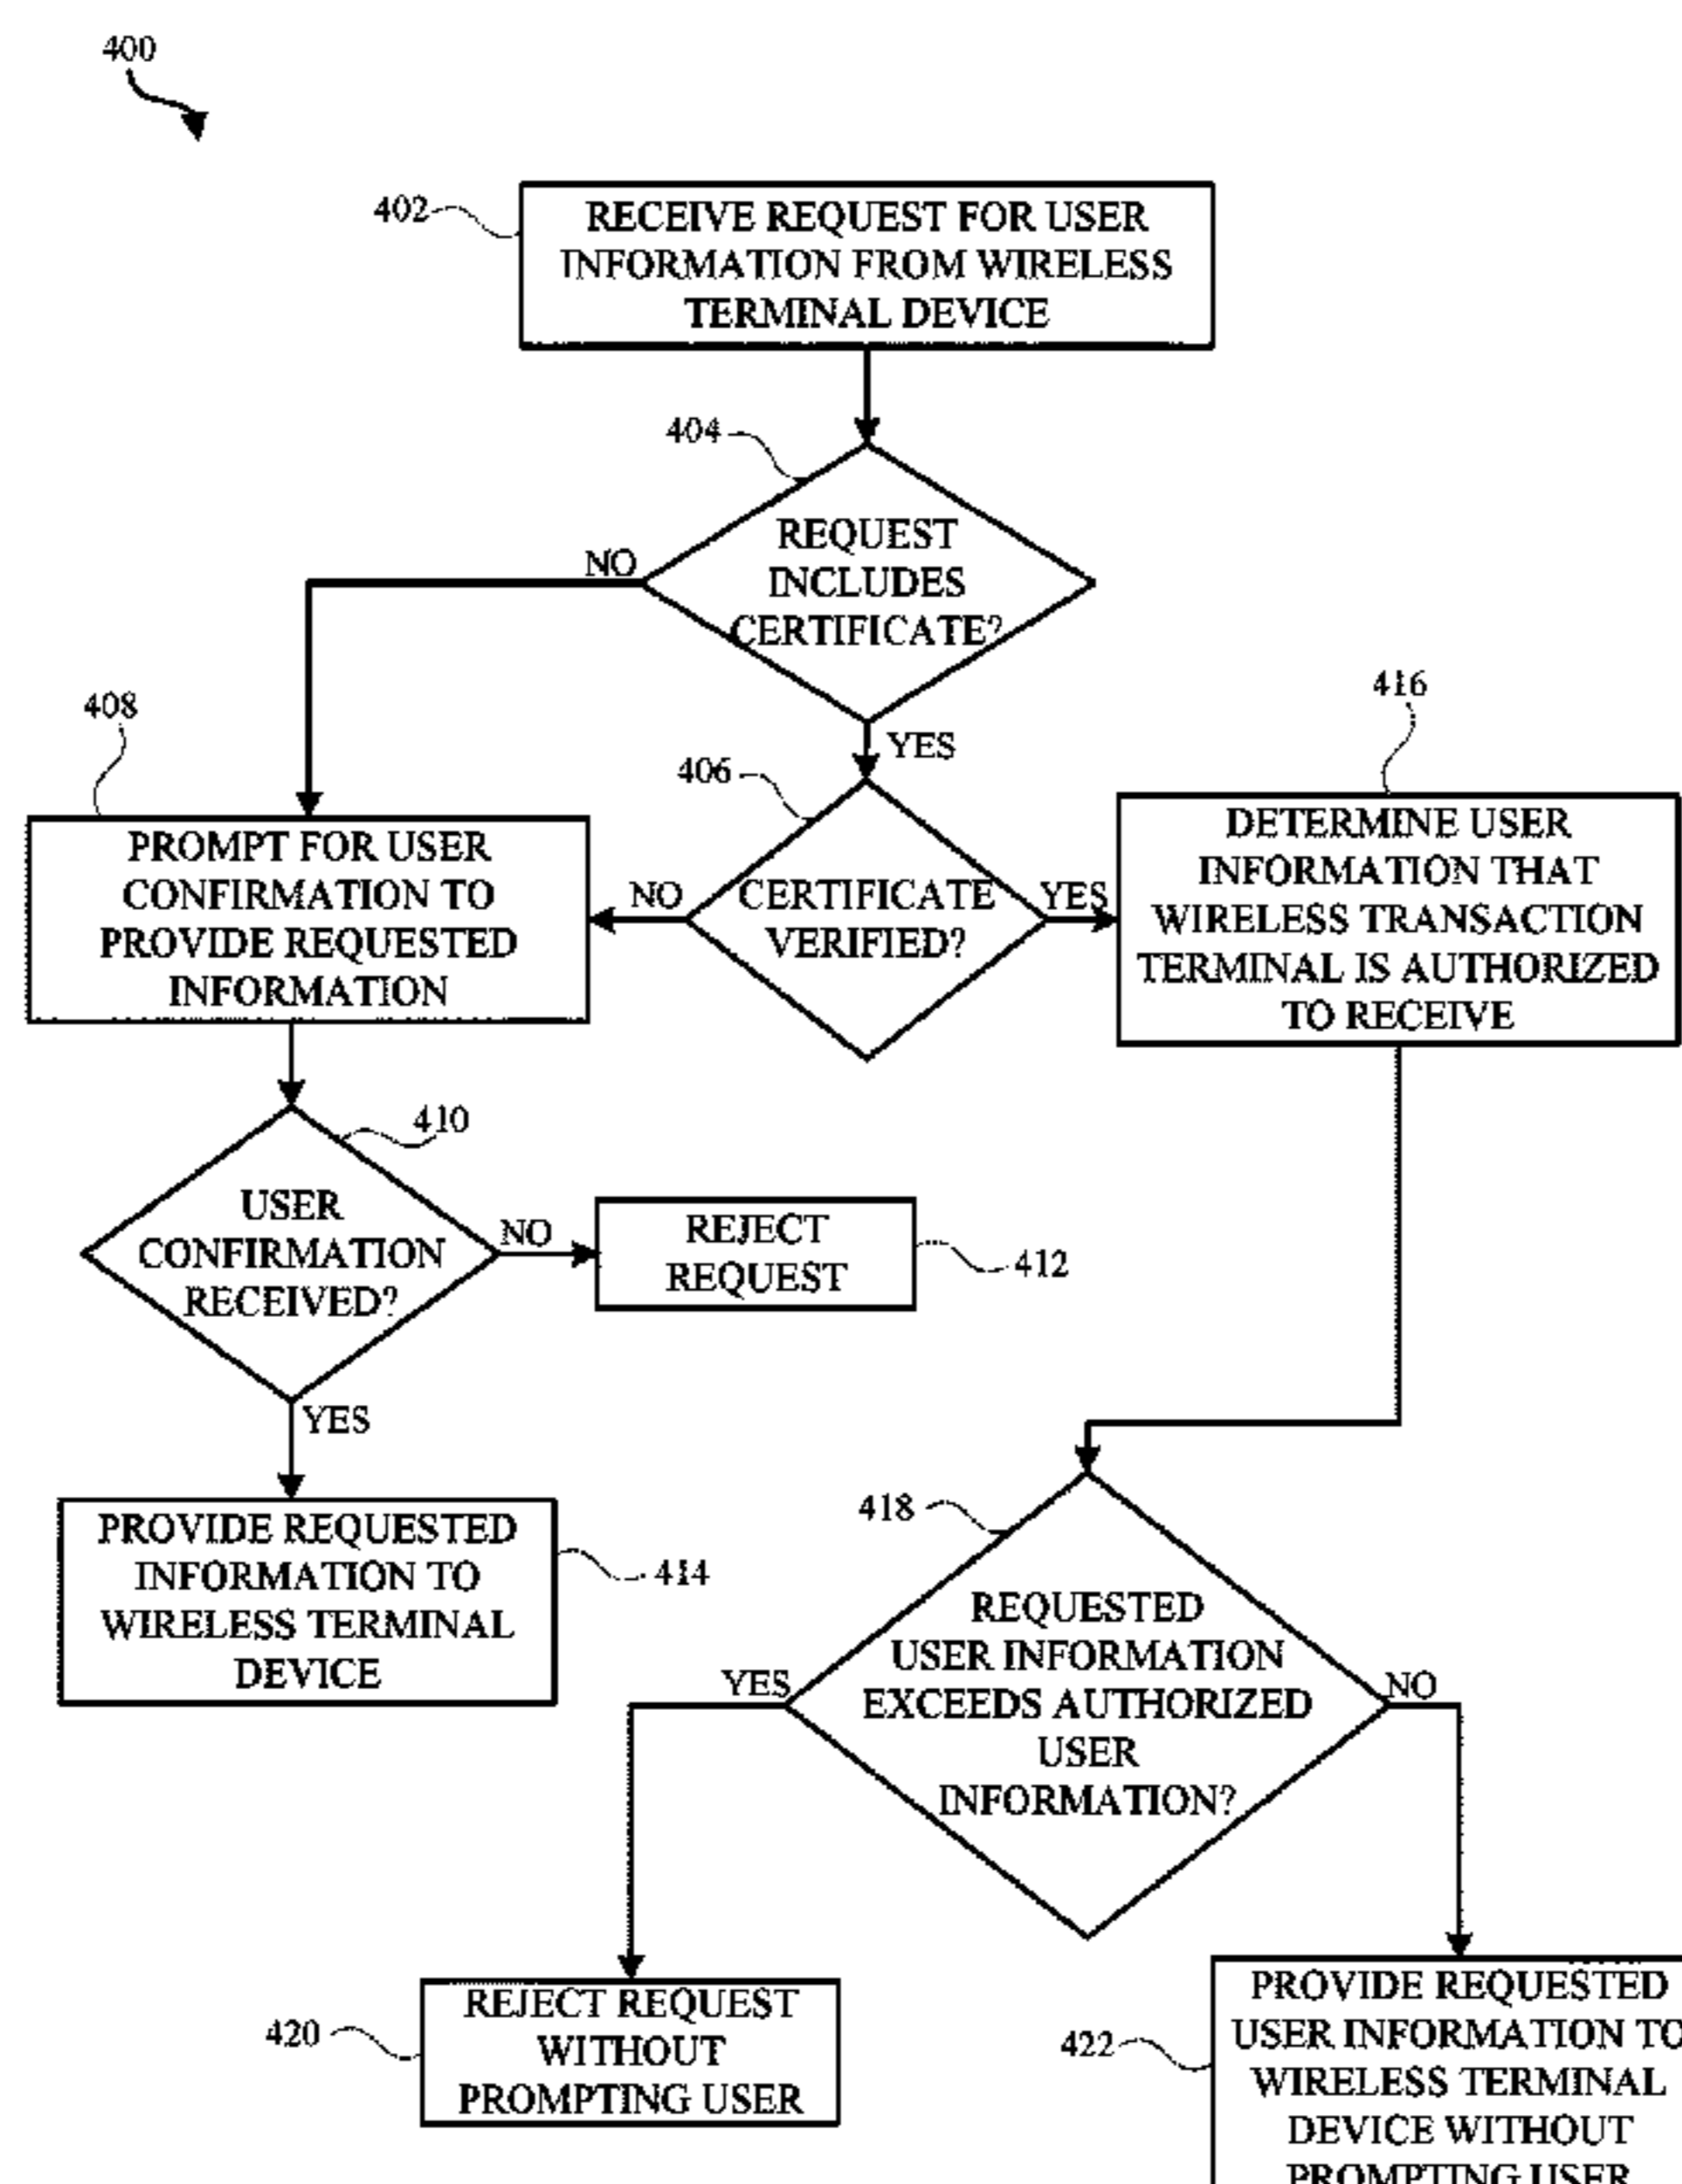 400
402
RECEIVE REQUEST FOR USER
INFORMATION FROM WIRELESS
TERMINAL DEVICE
404
REQUEST
INCLUDES
CERTIFICATE?
NO
YES
408
PROMPT FOR USER
CONFIRMATION TO
PROVIDE REQUESTED
INFORMATION
406
CERTIFICATE
VERIFIED?
NO
YES
416
DETERMINE USER
INFORMATION THAT
WIRELESS TRANSACTION
TERMINAL IS AUTHORIZED
TO RECEIVE
410
USER
CONFIRMATION
RECEIVED?
NO
REJECT
REQUEST
412
YES
PROVIDE REQUESTED
INFORMATION TO
WIRELESS TERMINAL
DEVICE
414
418
REQUESTED
USER INFORMATION
EXCEEDS AUTHORIZED
USER
INFORMATION?
YES
NO
420
REJECT REQUEST
WITHOUT
PROMPTING USER
422
PROVIDE REQUESTED
USER INFORMATION TO
WIRELESS TERMINAL
DEVICE WITHOUT
PROMPTING USER